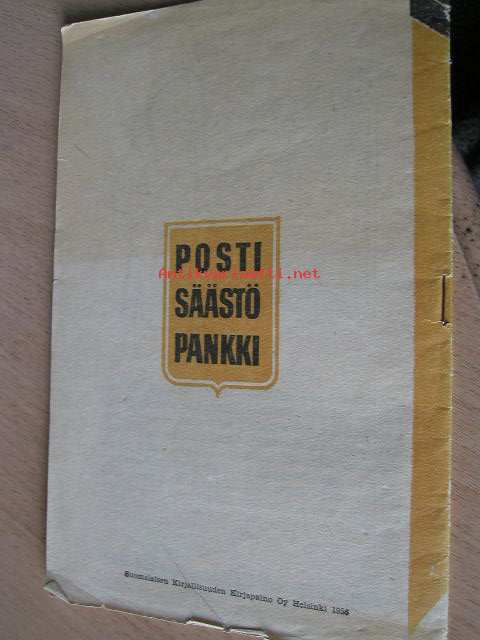 POSTI
Antikvariaatti.net
SÄÄSTÖ
PANKKI
Suomalaisen Kirjallisuuden Kirjapaino Oy Helsinki 1956